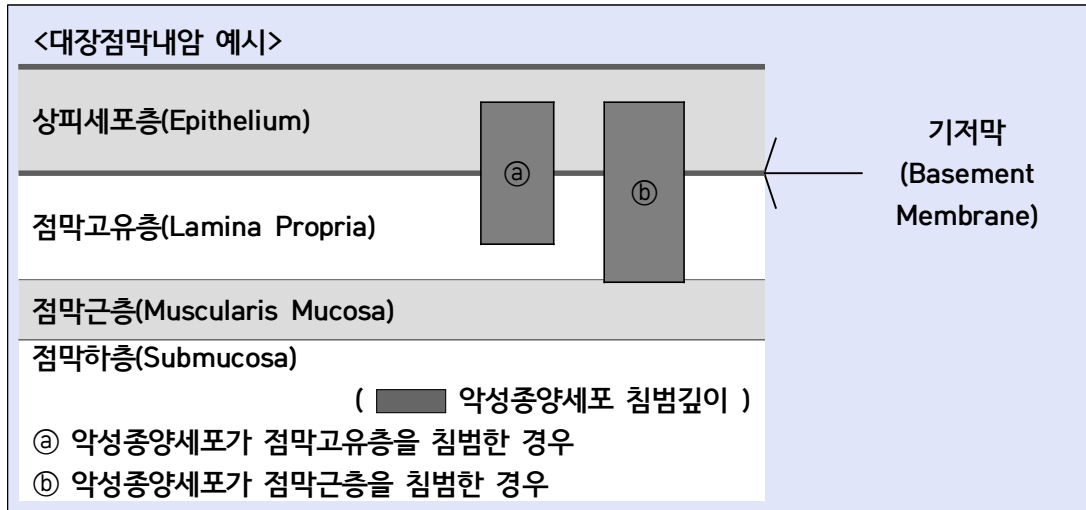 <대장점막내암 예시>
상피세포층(Epithelium)
기저막
(Basement
Membrane)
ⓐ
ⓑ
점막고유층(Lamina Propria)
점막근층(Muscularis Mucosa)
점막하층(Submucosa)
( 악성종양세포 침범깊이 )
ⓐ 악성종양세포가 점막고유층을 침범한 경우
ⓑ 악성종양세포가 점막근층을 침범한 경우